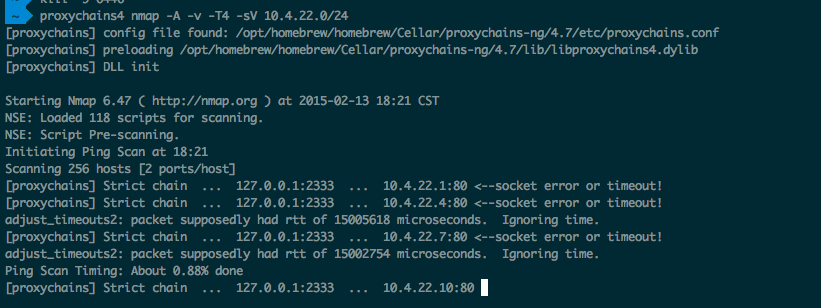 ~ proxychains4 nmap -A -v -T4 -sV 10.4.22.0/24
[proxychains] config file found: /opt/homebrew/homebrew/Cellar/proxychains-ng/4.7/etc/proxychains.conf
[proxychains] preloading /opt/homebrew/homebrew/Cellar/proxychains-ng/4.7/lib/libproxychains4.dylib
[proxychains] DLL init
Starting Nmap 6.47 ( http://nmap.org ) at 2015-02-13 18:21 CST
NSE: Loaded 118 scripts for scanning.
NSE: Script Pre-scanning.
Initiating Ping Scan at 18:21
Scanning 256 hosts [2 ports/host]
[proxychains] Strict chain  ...  127.0.0.1:2333  ...  10.4.22.1:80 <--socket error or timeout!
[proxychains] Strict chain  ...  127.0.0.1:2333  ...  10.4.22.4:80 <--socket error or timeout!
adjust_timeouts2: packet supposedly had rtt of 15005618 microseconds.  Ignoring time.
[proxychains] Strict chain  ...  127.0.0.1:2333  ...  10.4.22.7:80 <--socket error or timeout!
adjust_timeouts2: packet supposedly had rtt of 15002754 microseconds.  Ignoring time.
Ping Scan Timing: About 0.88% done
[proxychains] Strict chain  ...  127.0.0.1:2333  ...  10.4.22.10:80